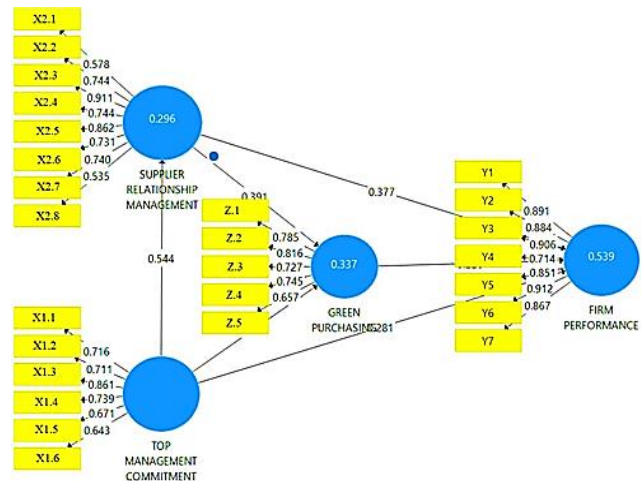 X2.1
X2.2
X2.3
X2.4
X2.5
X2.6
X2.7
X2.8
0.578
0.744
0.911
0.744
0.862
0.731
0.740
0.535
0.296
SUPPLIER
RELATIONSHIP
MANAGEMENT
0.391
0.377
0.544
Z.1
Z.2
Z.3
Z.4
Z.5
0.785
0.816
0.727
0.745
0.657
0.337
GREEN
PURCHASING
Y1
Y2
Y3
Y4
Y5
Y6
Y7
0.891
0.884
0.906
0.714
0.851
0.912
0.867
0.539
FIRM
PERFORMANCE
X1.1
X1.2
X1.3
X1.4
X1.5
X1.6
0.716
0.711
0.861
0.739
0.671
0.643
TOP
MANAGEMENT
COMMITMENT